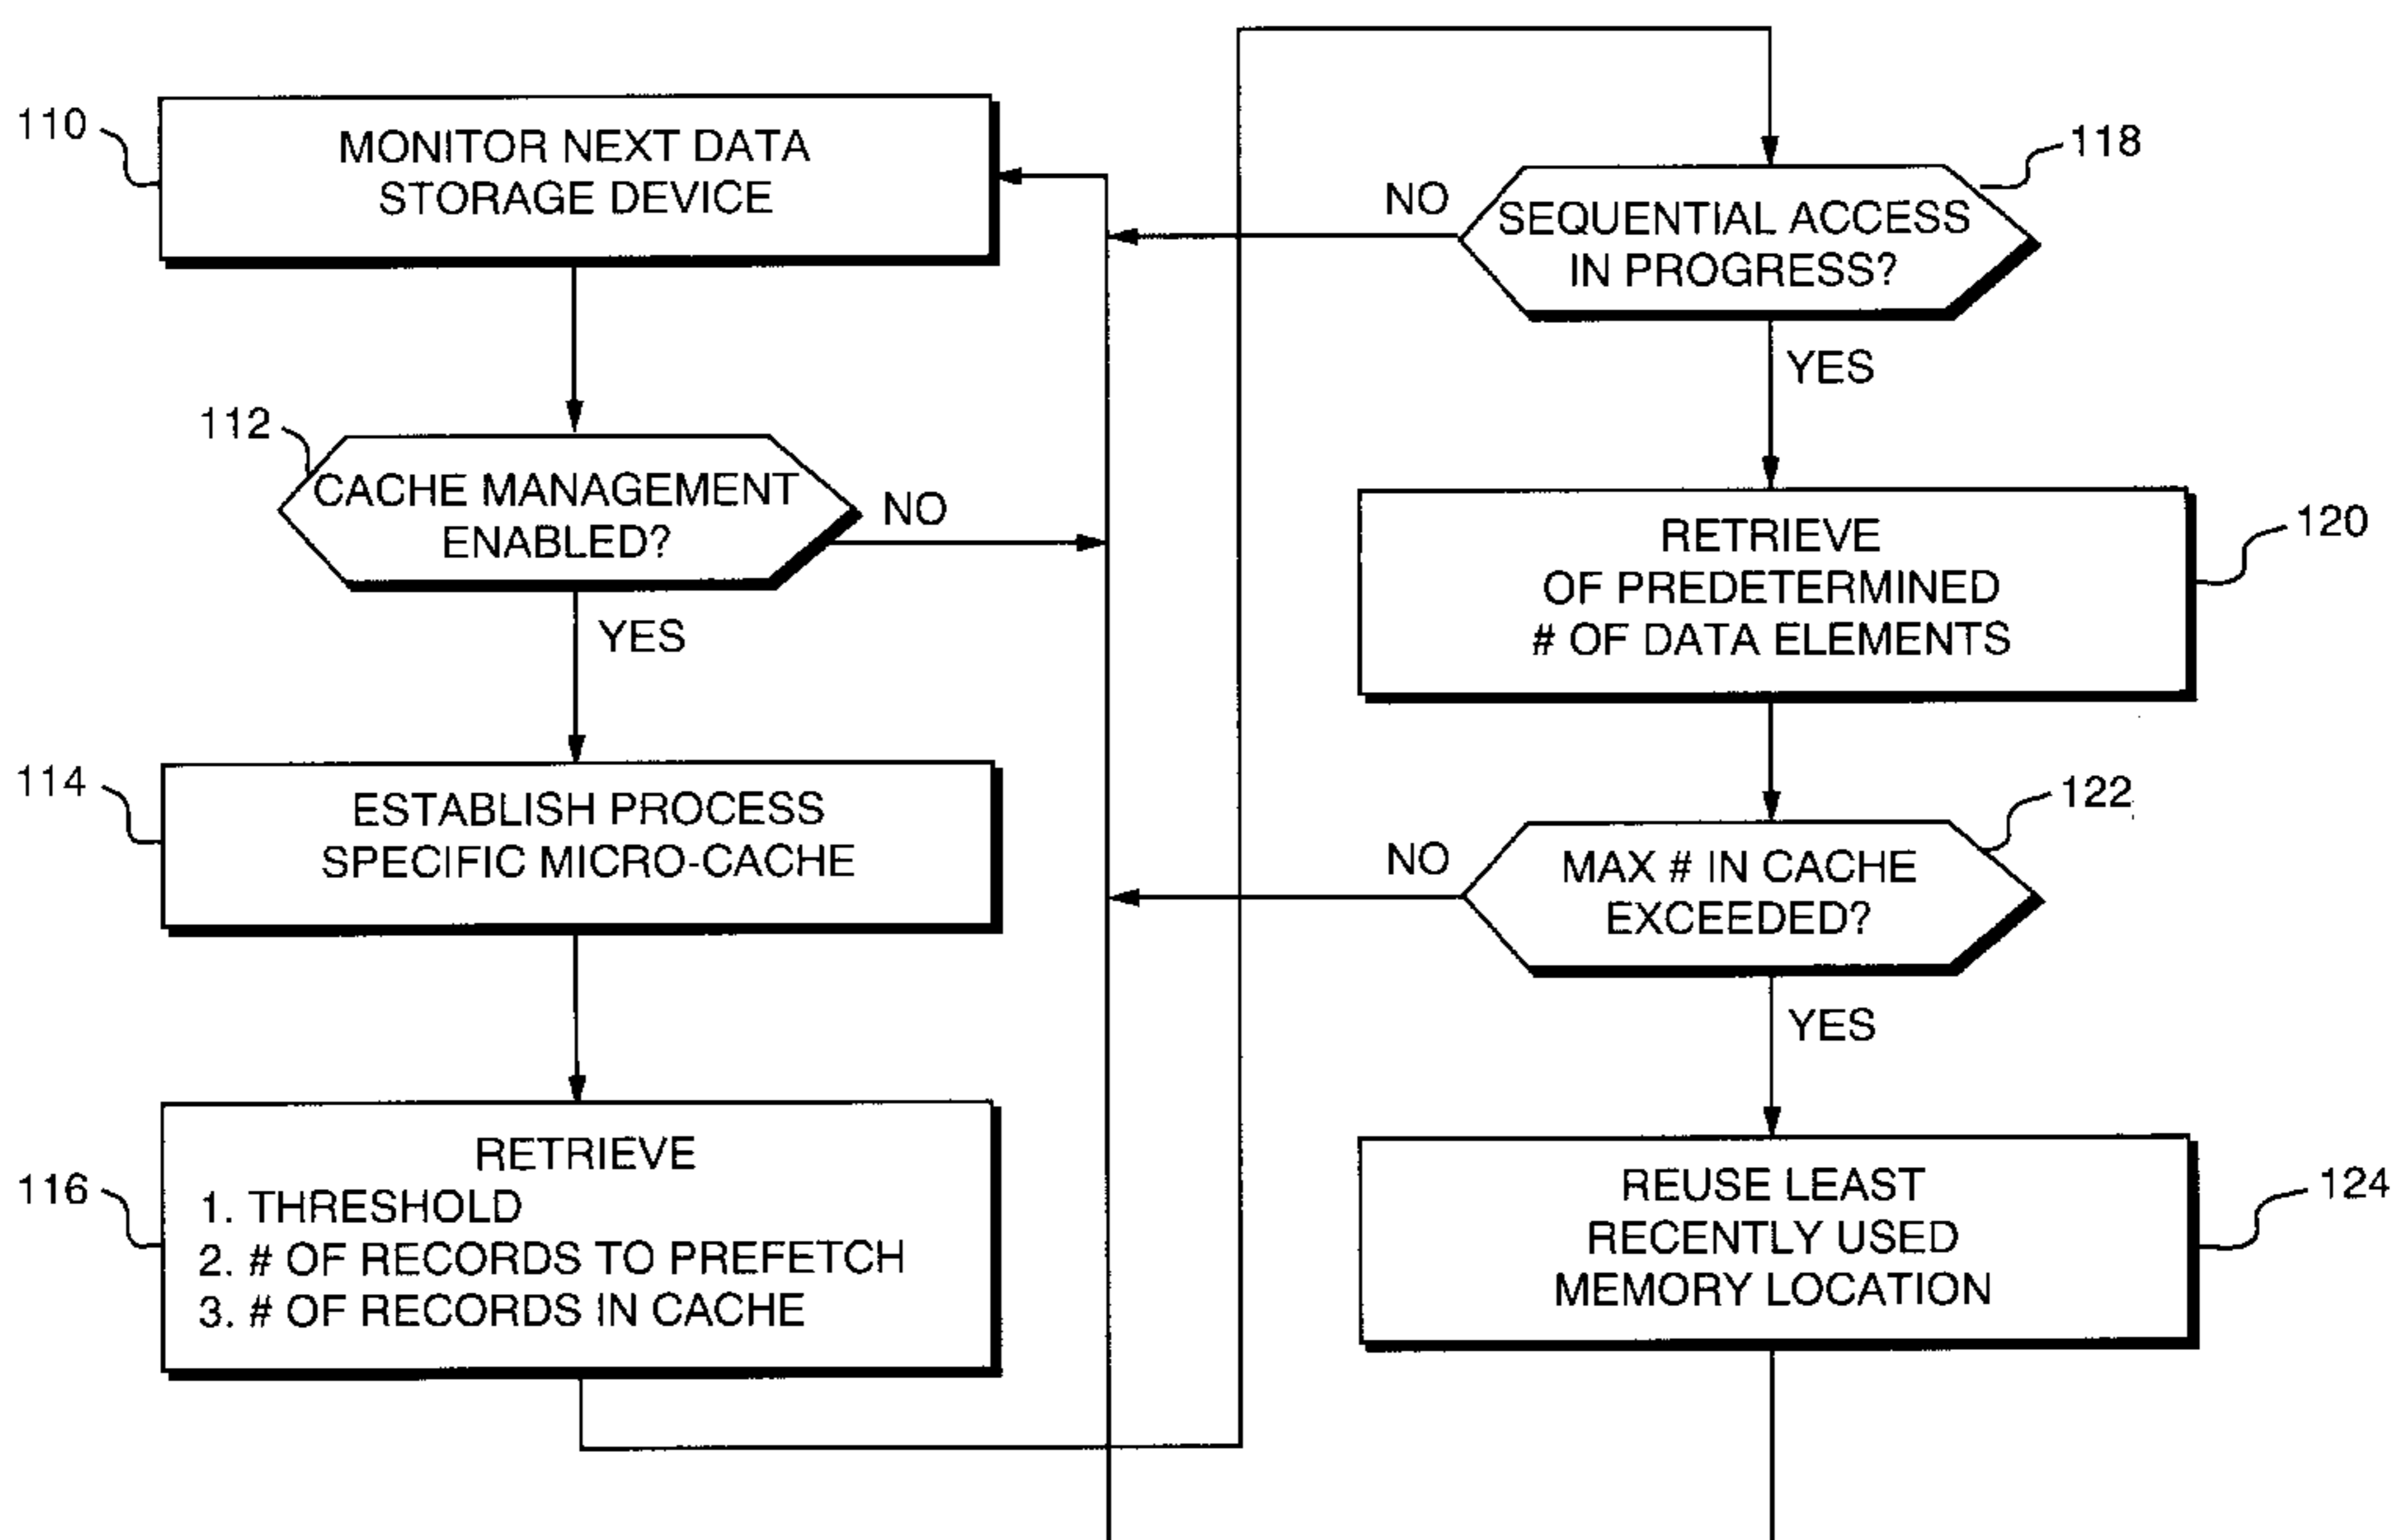 110
MONITOR NEXT DATA
STORAGE DEVICE
112
CACHE MANAGEMENT
ENABLED?
NO
YES
114
ESTABLISH PROCESS
SPECIFIC MICRO-CACHE
116
RETRIEVE
1. THRESHOLD
2. # OF RECORDS TO PREFETCH
3. # OF RECORDS IN CACHE
118
SEQUENTIAL ACCESS
IN PROGRESS?
NO
YES
120
RETRIEVE
OF PREDETERMINED
# OF DATA ELEMENTS
122
MAX # IN CACHE
EXCEEDED?
NO
YES
124
REUSE LEAST
RECENTLY USED
MEMORY LOCATION